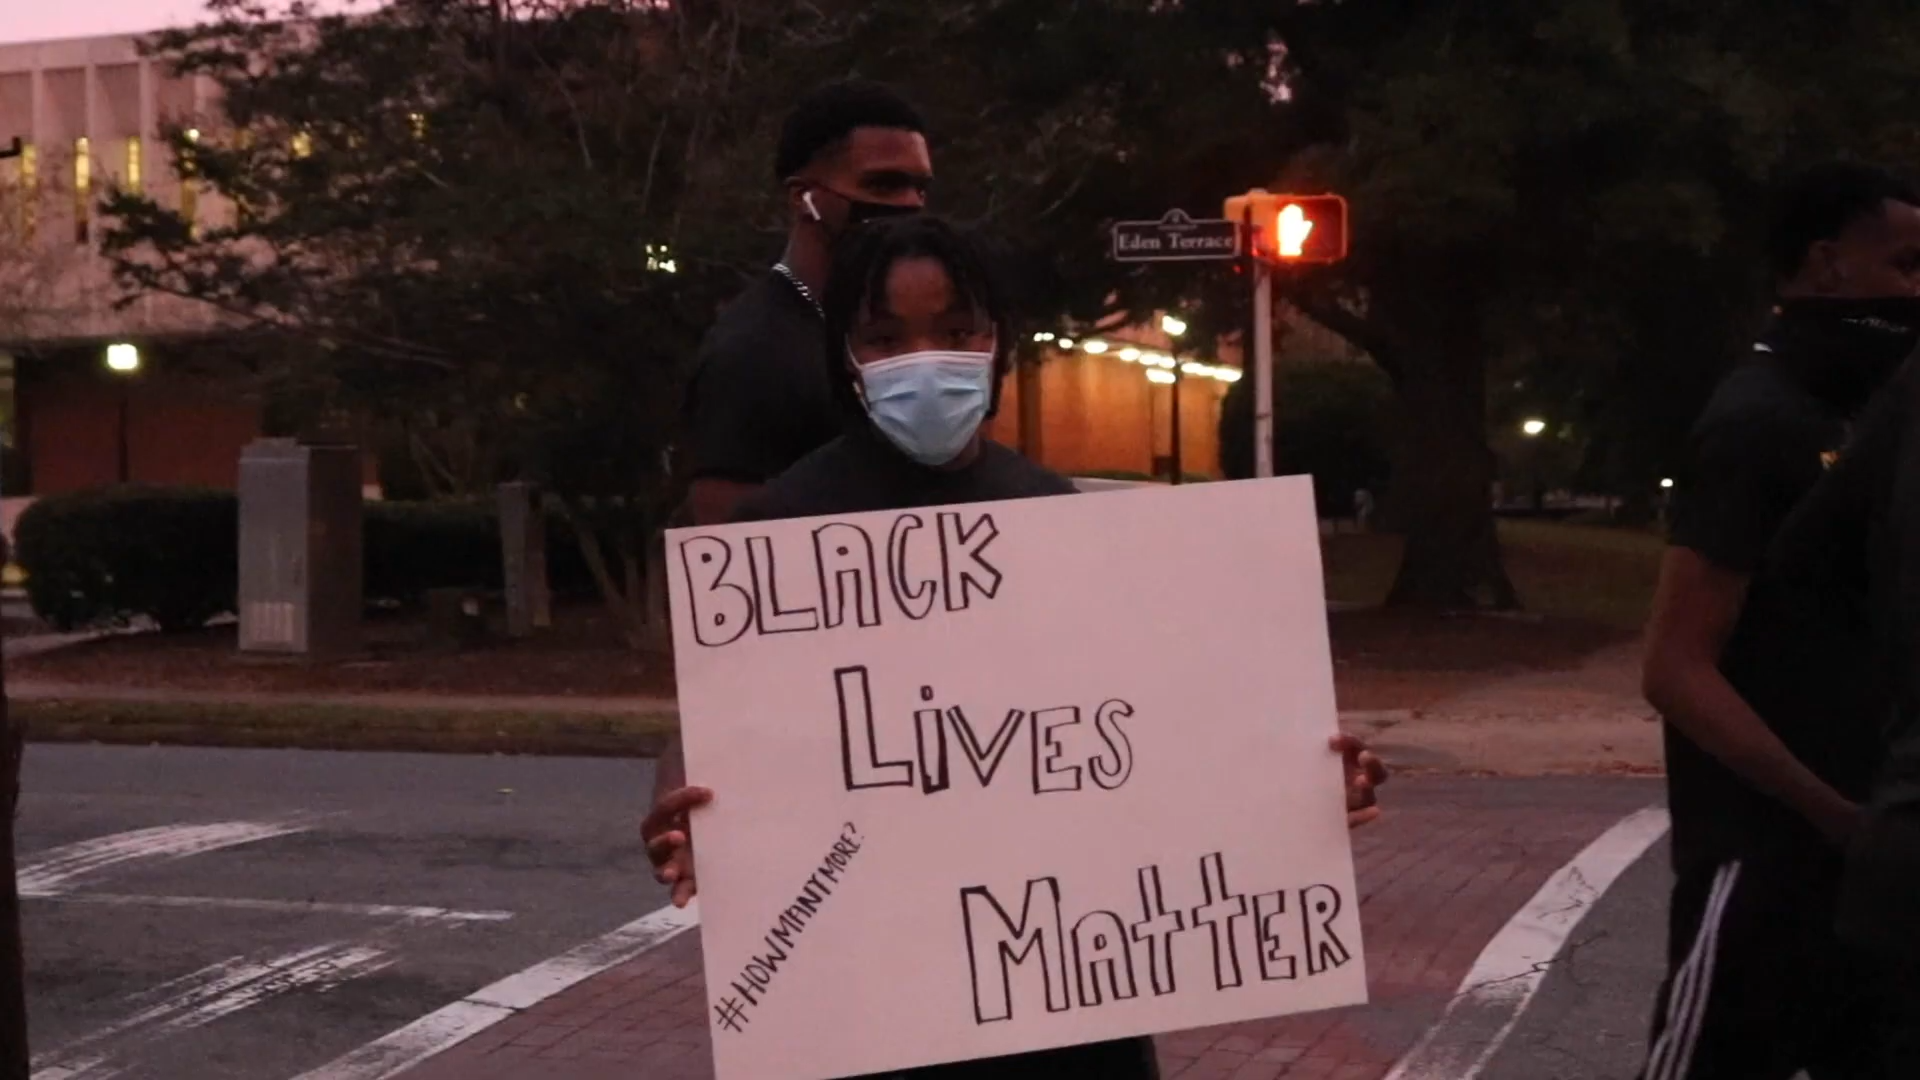 Eden Terrace
BLACK
LiVES
MattER
#HOWMANYMORE?